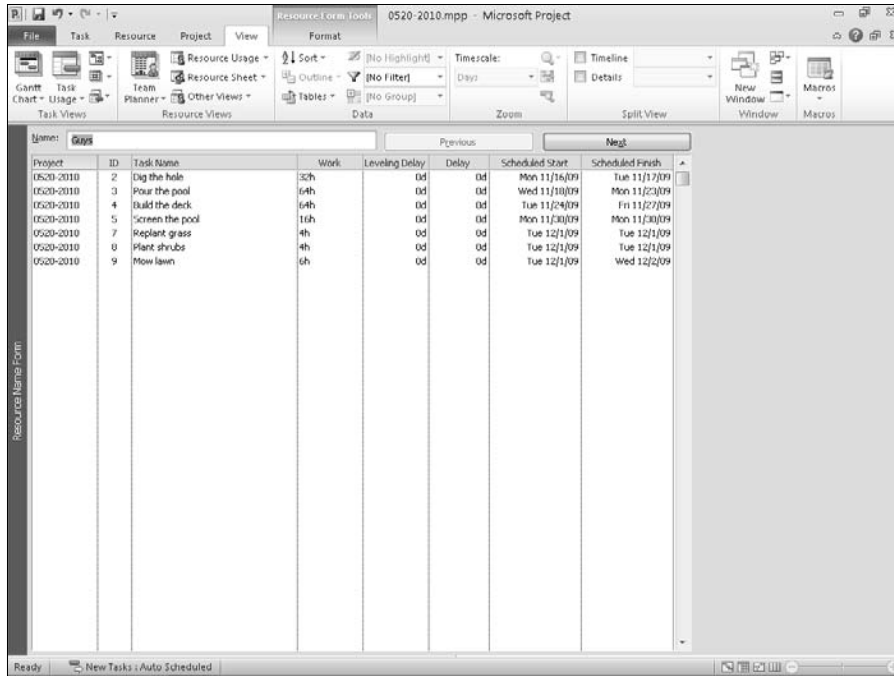 Resource Form Tools 0520-2010.mpp - Microsoft Project
File Task Resource Project View Format
Gantt Chart Task Usage Team Planner Resource Usage Resource Sheet Other Views Sort Outline Tables [No Highlight] [No Filter] [No Group] Timescale: Days Timeline Details New Window Macros
Task Views Resource Views Data Zoom Split View Window Macros
Name: Guys Previous Next
Project ID Task Name Work Leveling Delay Delay Scheduled Start Scheduled Finish
0520-2010 2 Dig the hole 32h 0d 0d Mon 11/16/09 Tue 11/17/09
0520-2010 3 Pour the pool 64h 0d 0d Wed 11/18/09 Mon 11/23/09
0520-2010 4 Build the deck 64h 0d 0d Tue 11/24/09 Fri 11/27/09
0520-2010 5 Screen the pool 16h 0d 0d Mon 11/30/09 Mon 11/30/09
0520-2010 7 Replant grass 4h 0d 0d Tue 12/1/09 Tue 12/1/09
0520-2010 8 Plant shrubs 4h 0d 0d Tue 12/1/09 Tue 12/1/09
0520-2010 9 Mow lawn 6h 0d 0d Tue 12/1/09 Wed 12/2/09
Resource Name Form
Ready New Tasks : Auto Scheduled